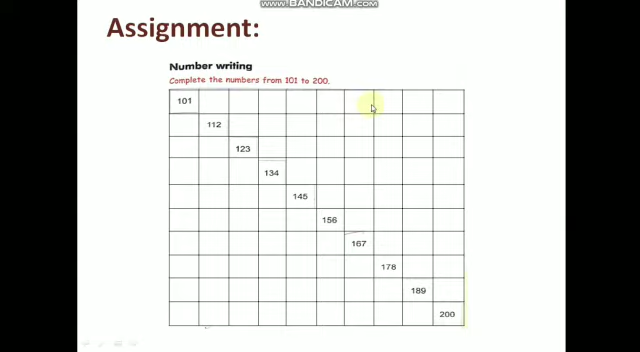 www.BANDICAM.com
Assignment:
Number writing
Complete the numbers from 101 to 200.
101
112
123
134
145
156
167
178
189
200